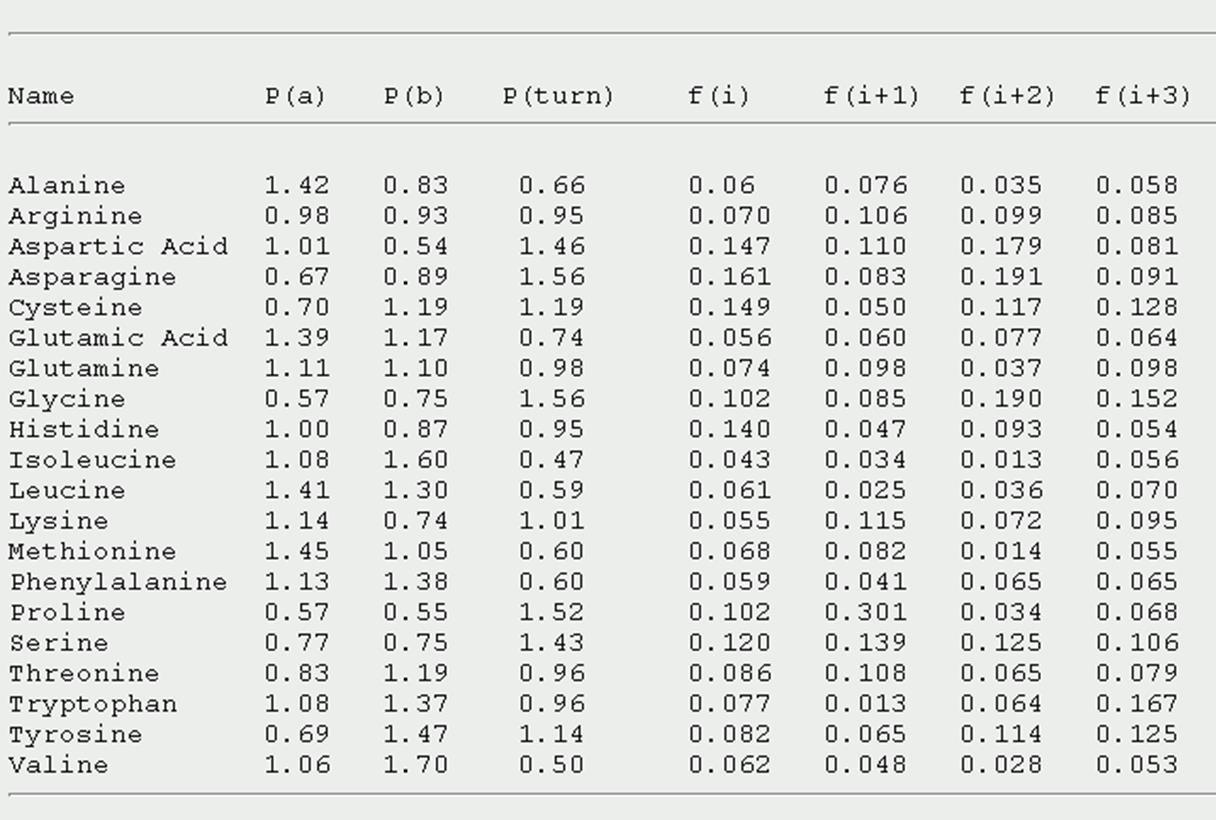 Name P(a) P(b) P(turn) f(i) f(i+1) f(i+2) f(i+3)
Alanine 1.42 0.83 0.66 0.06 0.076 0.035 0.058
Arginine 0.98 0.93 0.95 0.070 0.106 0.099 0.085
Aspartic Acid 1.01 0.54 1.46 0.147 0.110 0.179 0.081
Asparagine 0.67 0.89 1.56 0.161 0.083 0.191 0.091
Cysteine 0.70 1.19 1.19 0.149 0.050 0.117 0.128
Glutamic Acid 1.39 1.17 0.74 0.056 0.060 0.077 0.064
Glutamine 1.11 1.10 0.98 0.074 0.098 0.037 0.098
Glycine 0.57 0.75 1.56 0.102 0.085 0.190 0.152
Histidine 1.00 0.87 0.95 0.140 0.047 0.093 0.054
Isoleucine 1.08 1.60 0.47 0.043 0.034 0.013 0.056
Leucine 1.41 1.30 0.59 0.061 0.025 0.036 0.070
Lysine 1.14 0.74 1.01 0.055 0.115 0.072 0.095
Methionine 1.45 1.05 0.60 0.068 0.082 0.014 0.055
Phenylalanine 1.13 1.38 0.60 0.059 0.041 0.065 0.065
Proline 0.57 0.55 1.52 0.102 0.301 0.034 0.068
Serine 0.77 0.75 1.43 0.120 0.139 0.125 0.106
Threonine 0.83 1.19 0.96 0.086 0.108 0.065 0.079
Tryptophan 1.08 1.37 0.96 0.077 0.013 0.064 0.167
Tyrosine 0.69 1.47 1.14 0.082 0.065 0.114 0.125
Valine 1.06 1.70 0.50 0.062 0.048 0.028 0.053